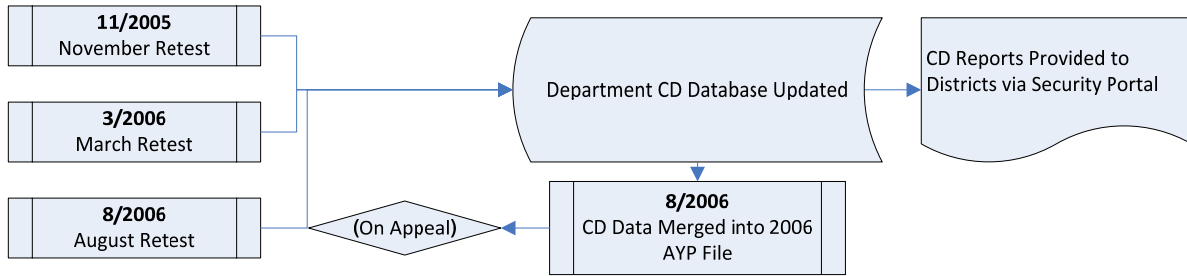 11/2005
November Retest
3/2006
March Retest
8/2006
August Retest
(On Appeal)
Department CD Database Updated
8/2006
CD Data Merged into 2006
AYP File
CD Reports Provided to
Districts via Security Portal